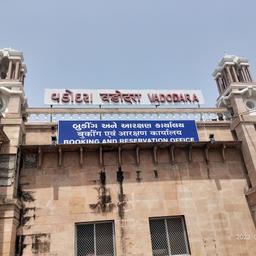 વડોદરા वडोदरा VADODARA
બુકીંગ અને આરક્ષણ કાર્યાલય
बुकींग एवं आरक्षण कार्यालय
BOOKING AND RESERVATION OFFICE